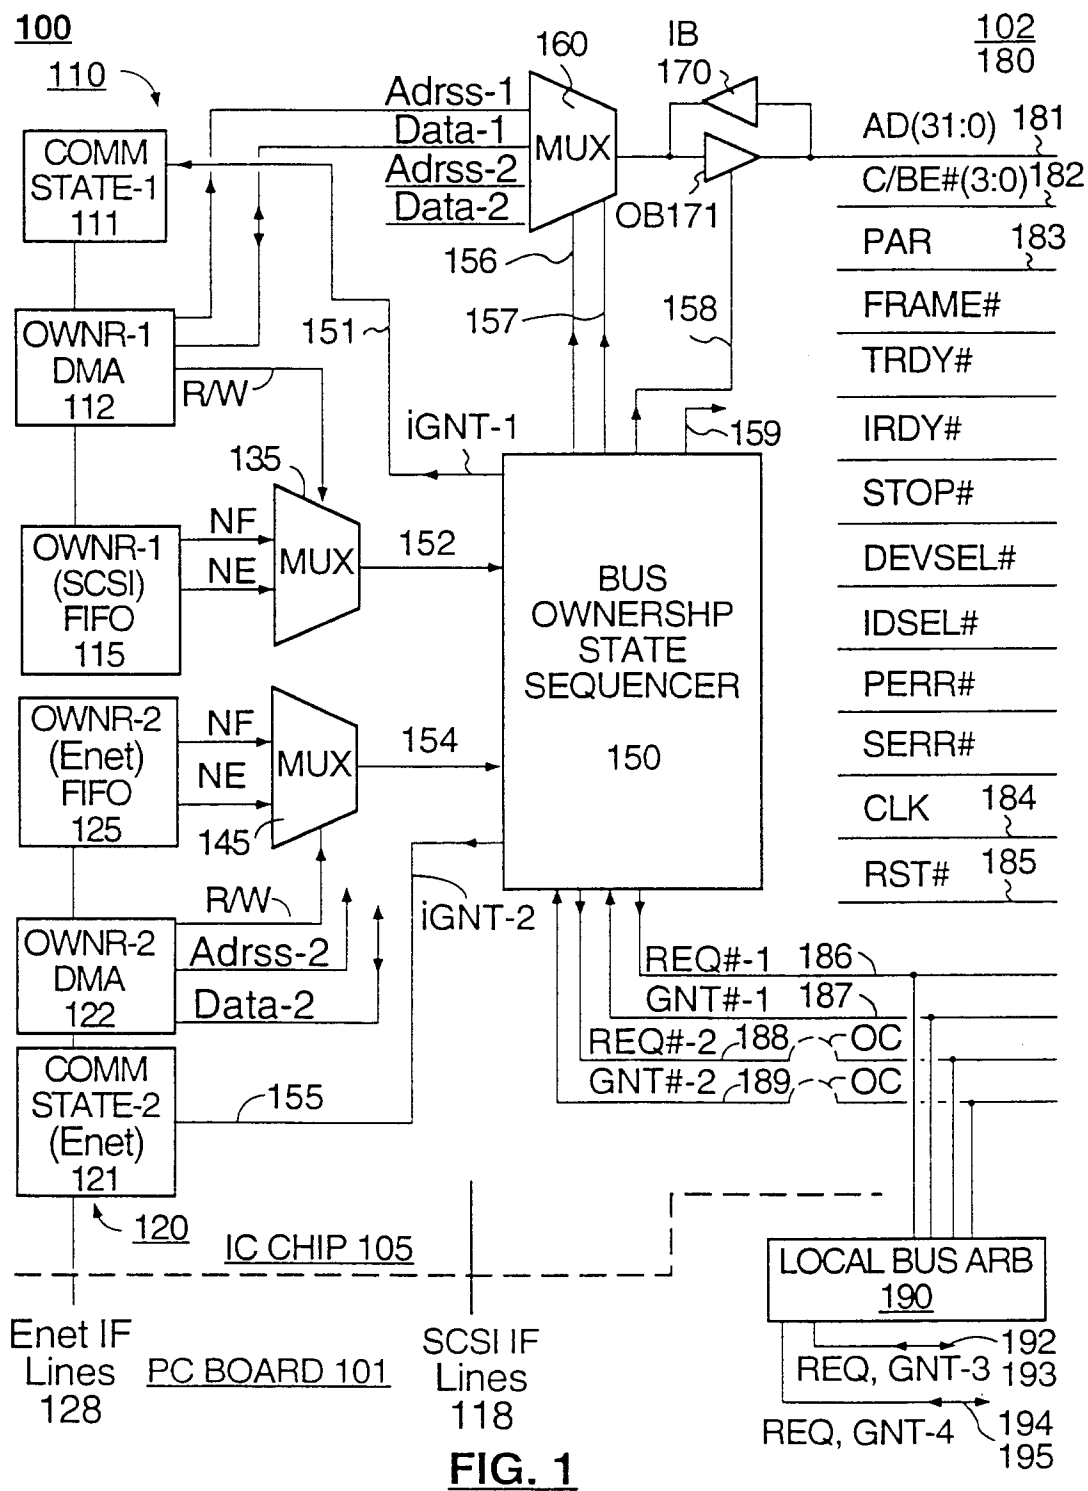 100
110
COMM
STATE-1
111
OWNR-1
DMA
112
R/W
Adrss-1
Data-1
Adrss-2
Data-2
160
MUX
IB
170
OB171
102
180
AD(31:0) 181
C/BE#(3:0) 182
PAR 183
FRAME#
TRDY#
IRDY#
STOP#
DEVSEL#
IDSEL#
PERR#
SERR#
CLK 184
RST# 185
156
157
158
159
151
iGNT-1
135
OWNR-1
(SCSI)
FIFO
115
NF
NE
MUX
152
BUS
OWNERSHP
STATE
SEQUENCER
150
OWNR-2
(Enet)
FIFO
125
NF
NE
MUX
145
154
R/W
iGNT-2
OWNR-2
DMA
122
Adrss-2
Data-2
COMM
STATE-2
(Enet)
121
155
120
REQ#-1 186
GNT#-1 187
REQ#-2 188 OC
GNT#-2 189 OC
IC CHIP 105
LOCAL BUS ARB
190
192
REQ, GNT-3 193
194
REQ, GNT-4 195
Enet IF
Lines
128
PC BOARD 101
SCSI IF
Lines
118
FIG. 1